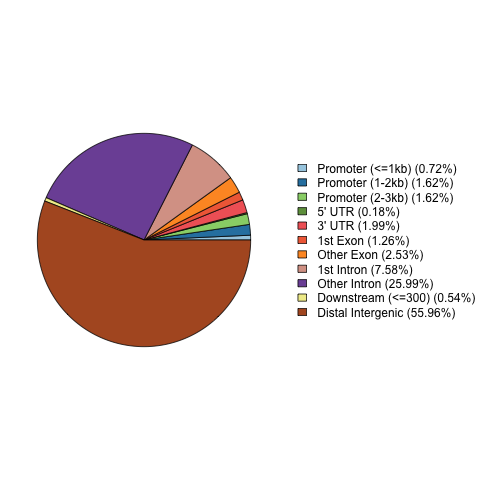 Promoter (<=1kb) (0.72%)
Promoter (1-2kb) (1.62%)
Promoter (2-3kb) (1.62%)
5' UTR (0.18%)
3' UTR (1.99%)
1st Exon (1.26%)
Other Exon (2.53%)
1st Intron (7.58%)
Other Intron (25.99%)
Downstream (<=300) (0.54%)
Distal Intergenic (55.96%)